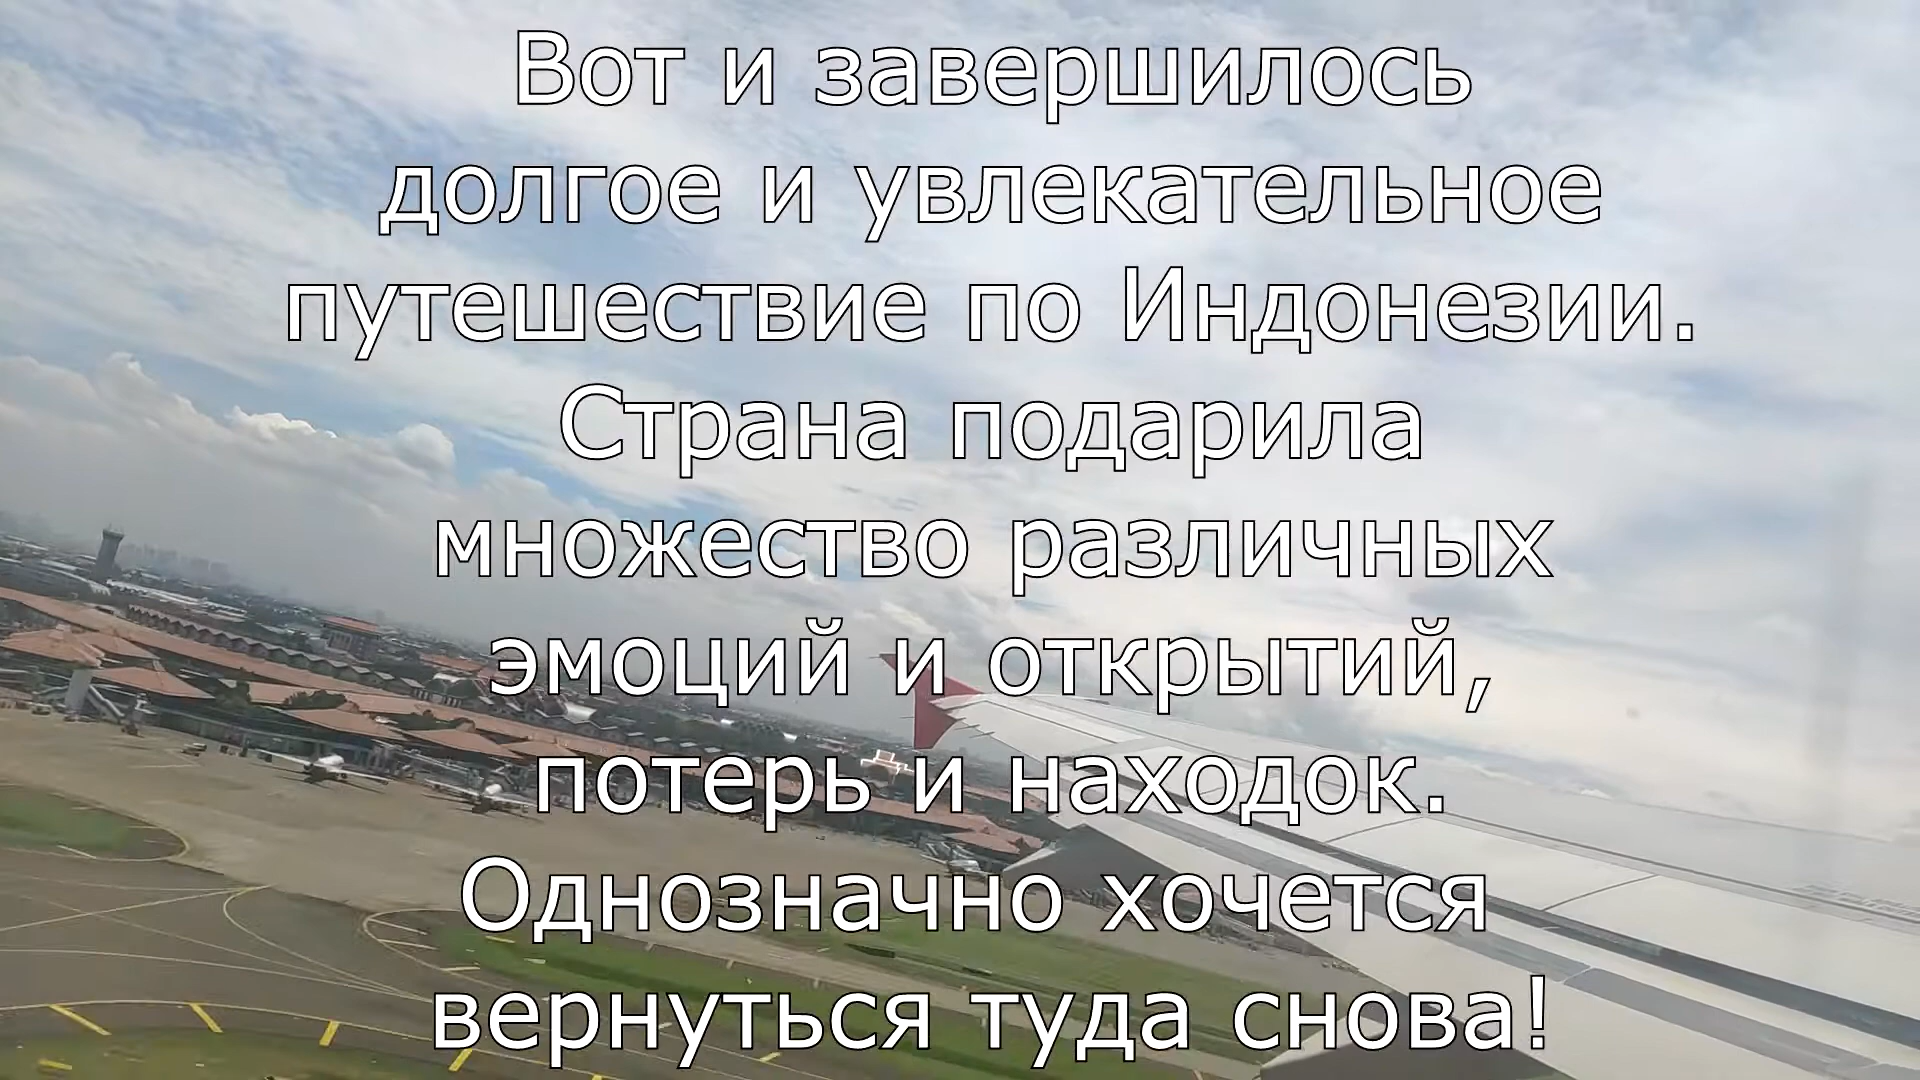 Вот и завершилось
долгое и увлекательное
путешествие по Индонезии.
Страна подарила
множество различных
эмоций и открытий,
потерь и находок.
Однозначно хочется
вернуться туда снова!